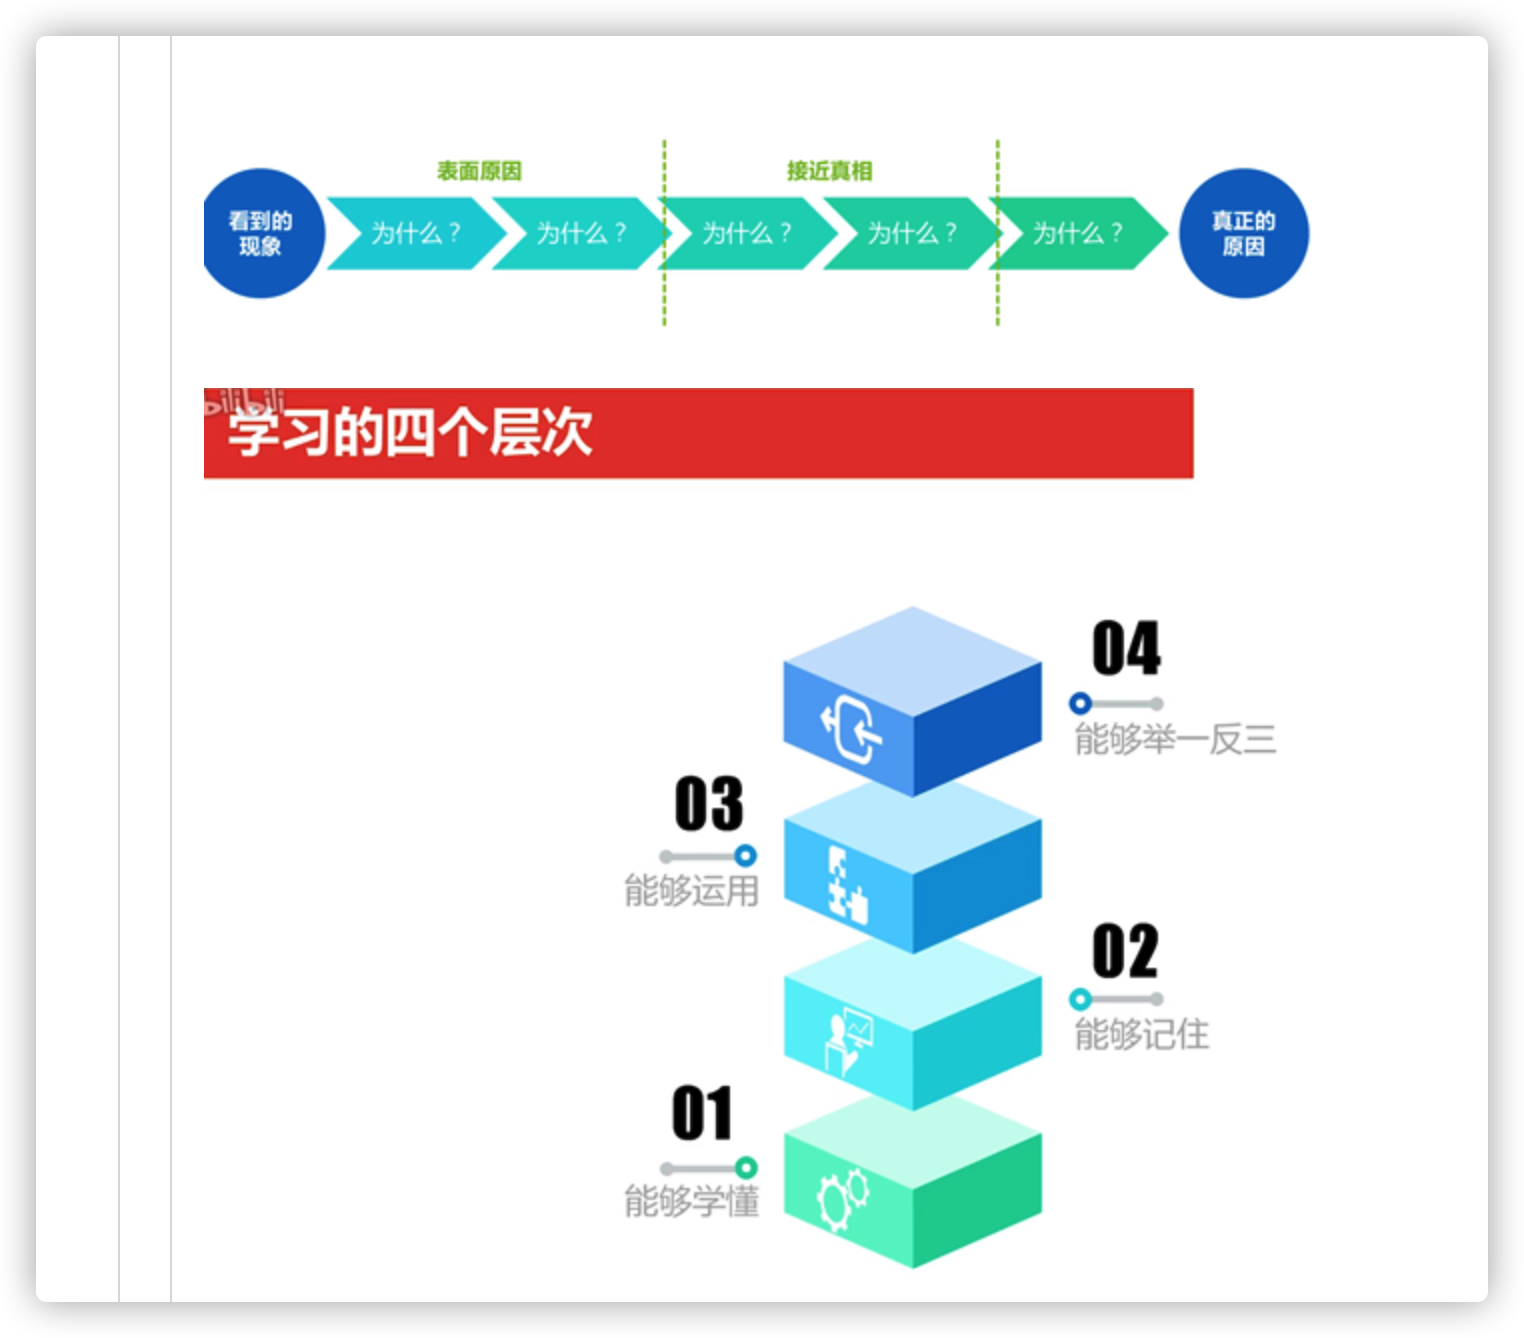 表面原因
接近真相
看到的
现象
为什么？
为什么？
为什么？
为什么？
为什么？
真正的
原因
bilibili
学习的四个层次
04
能够举一反三
03
能够运用
02
能够记住
01
能够学懂